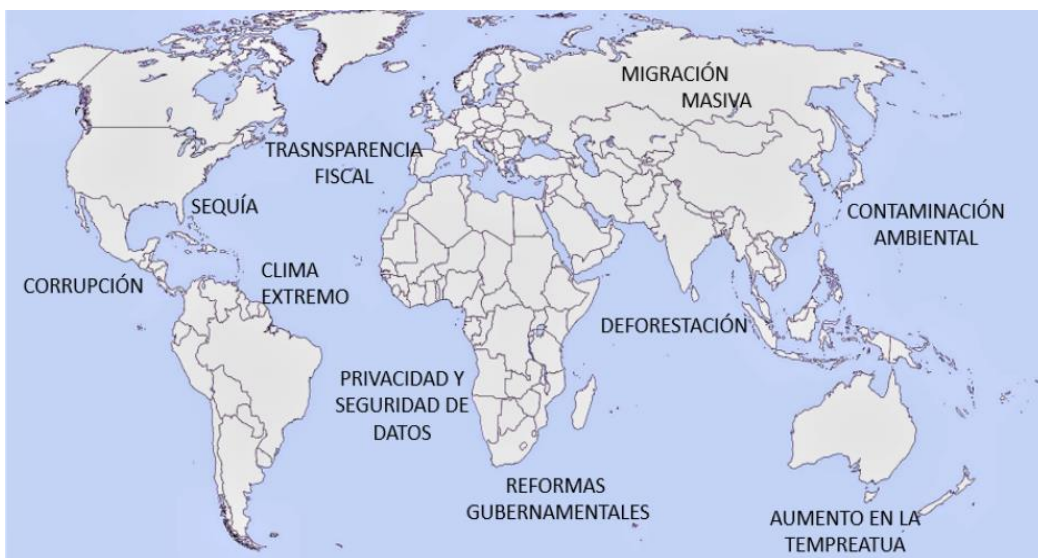 MIGRACIÓN
MASIVA
TRASNSPARENCIA
FISCAL
SEQUÍA
CONTAMINACIÓN
AMBIENTAL
CORRUPCIÓN
CLIMA
EXTREMO
DEFORESTACIÓN
PRIVACIDAD Y
SEGURIDAD DE
DATOS
REFORMAS
GUBERNAMENTALES
AUMENTO EN LA
TEMPREATUA